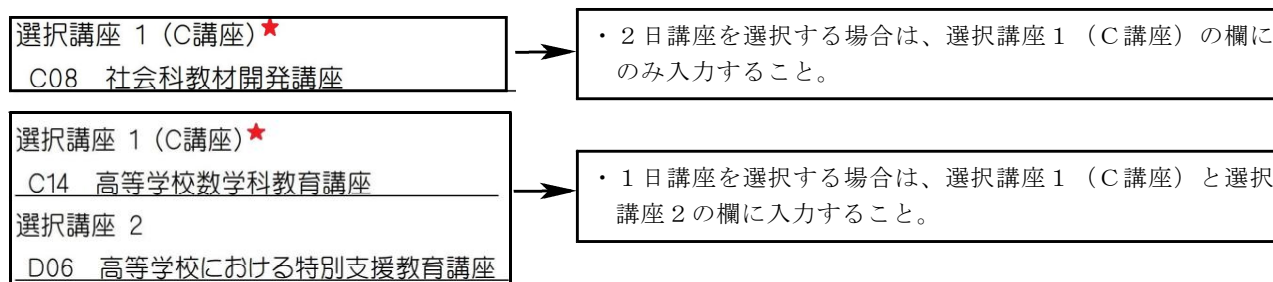 選択講座 1（C講座）★
C08 社会科教材開発講座
・２日講座を選択する場合は、選択講座１（Ｃ講座）の欄に
のみ入力すること。
選択講座 1（C講座）★
C14 高等学校数学科教育講座
選択講座 2
D06 高等学校における特別支援教育講座
・１日講座を選択する場合は、選択講座１（Ｃ講座）と選択
講座２の欄に入力すること。